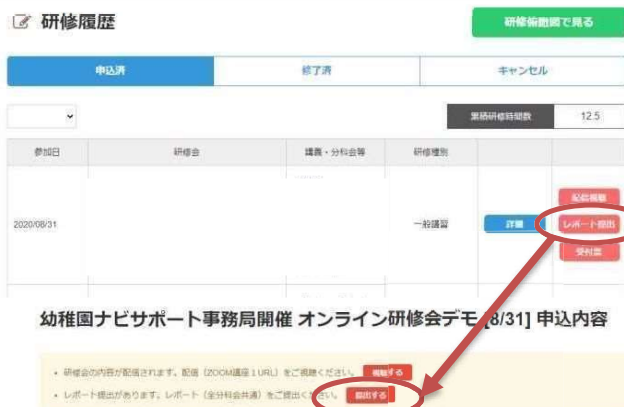 研修履歴
研修俯瞰図で見る
申込済 修了済 キャンセル
累積研修時間数 12.5
参加日 研修会 講義・分科会等 研修種別
配信視聴
2020/08/31 一般講習 詳細 レポート提出
受付票
幼稚園ナビサポート事務局開催 オンライン研修会デモ [8/31] 申込内容
• 研修会の内容が配信されます。配信（ZOOM講座１URL）をご視聴ください。 視聴する
• レポート提出があります。レポート（全分科会共通）をご提出ください。 提出する